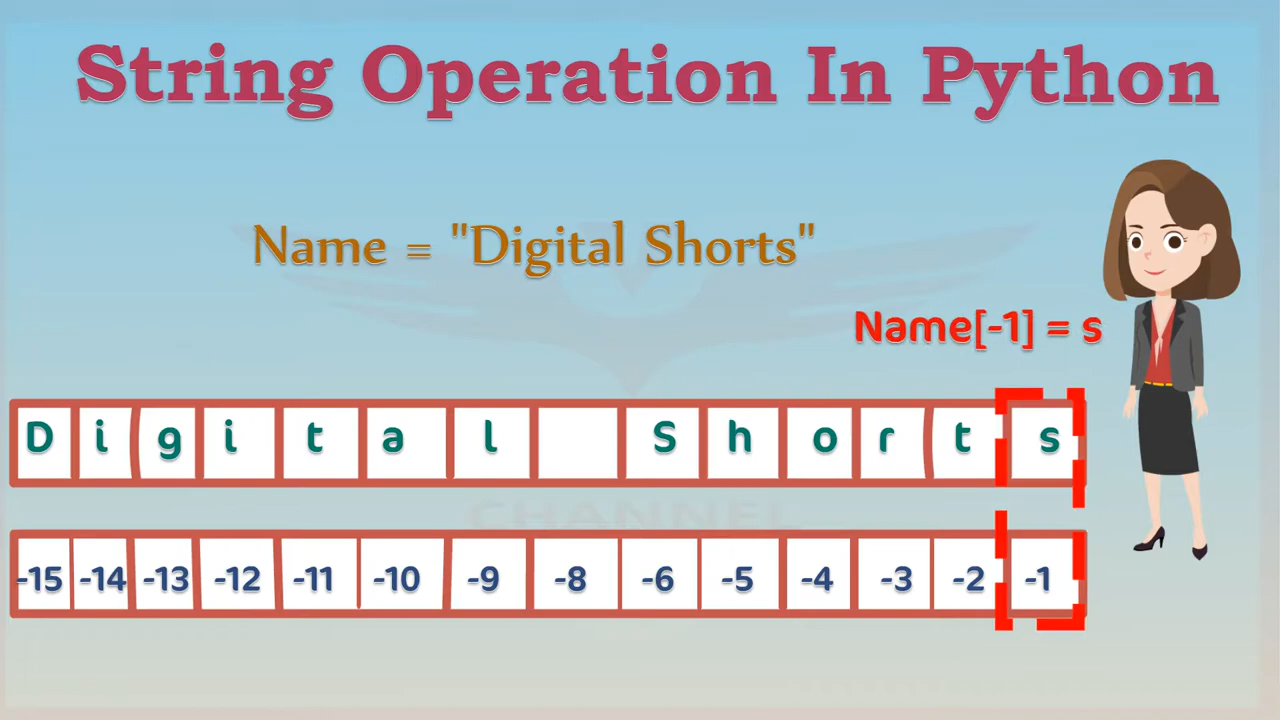 String Operation In Python
Name = "Digital Shorts"
Name[-1] = s
D i g i t a l S h o r t s
CHANNEL
-15 -14 -13 -12 -11 -10 -9 -8 -6 -5 -4 -3 -2 -1